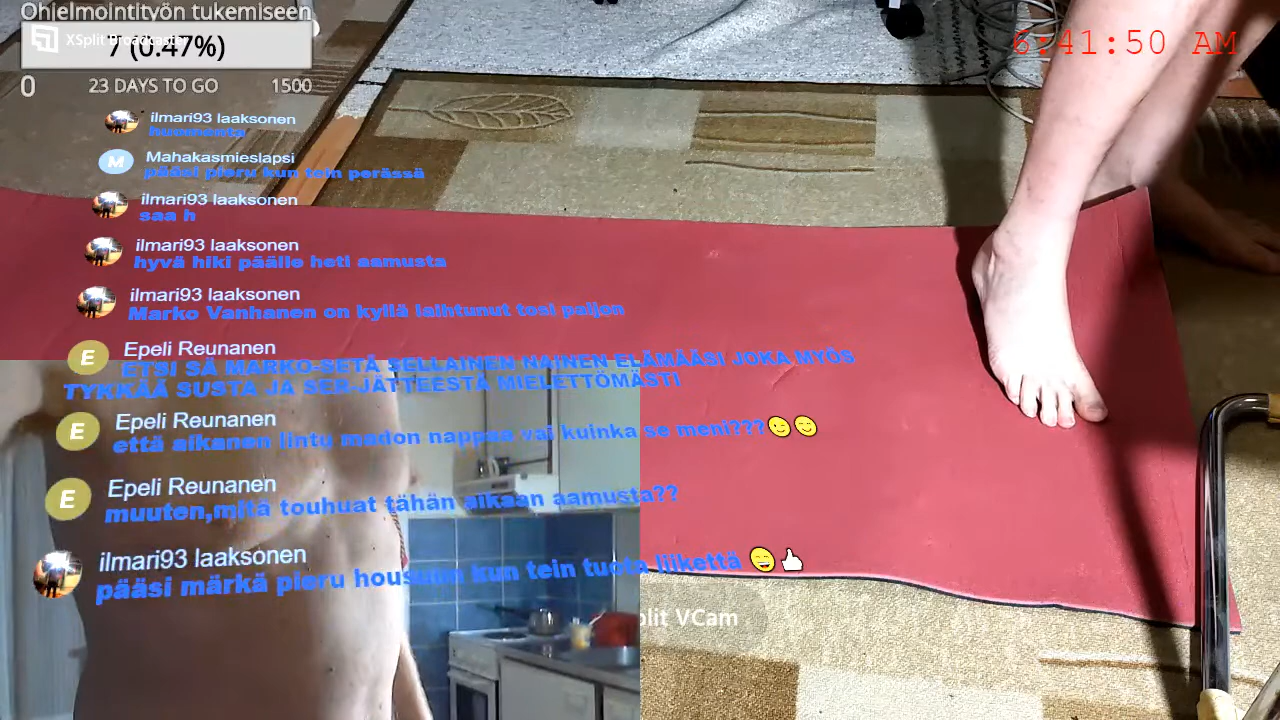 Ohjelmointityön tukemiseen
XSplit Broadcaster
7 (0.47%)
0 23 DAYS TO GO 1500
6:41:50 AM
ilmari93 laaksonen
huomenta
M
Mahakasmieslapsi
pääsi pieru kun tein perässä
ilmari93 laaksonen
saa h
ilmari93 laaksonen
hyvä hiki päälle heti aamusta
ilmari93 laaksonen
Marko Vanhanen on kyllä laihtunut tosi paljon
E
Epeli Reunanen
ETSI SÄ MARKO-SETÄ SELLAINEN NAINEN ELÄMÄÄSI JOKA MYÖS
TYKKÄÄ SUSTA JA SER-JÄTTEESTÄ MIELETTÖMÄSTI
E
Epeli Reunanen
että aikanen lintu madon nappaa vai kuinka se meni???😉😊
E
Epeli Reunanen
muuten,mitä touhuat tähän aikaan aamusta??
ilmari93 laaksonen
pääsi märkä pieru housuun kun tein tuota liikettä 😄👍
Split VCam